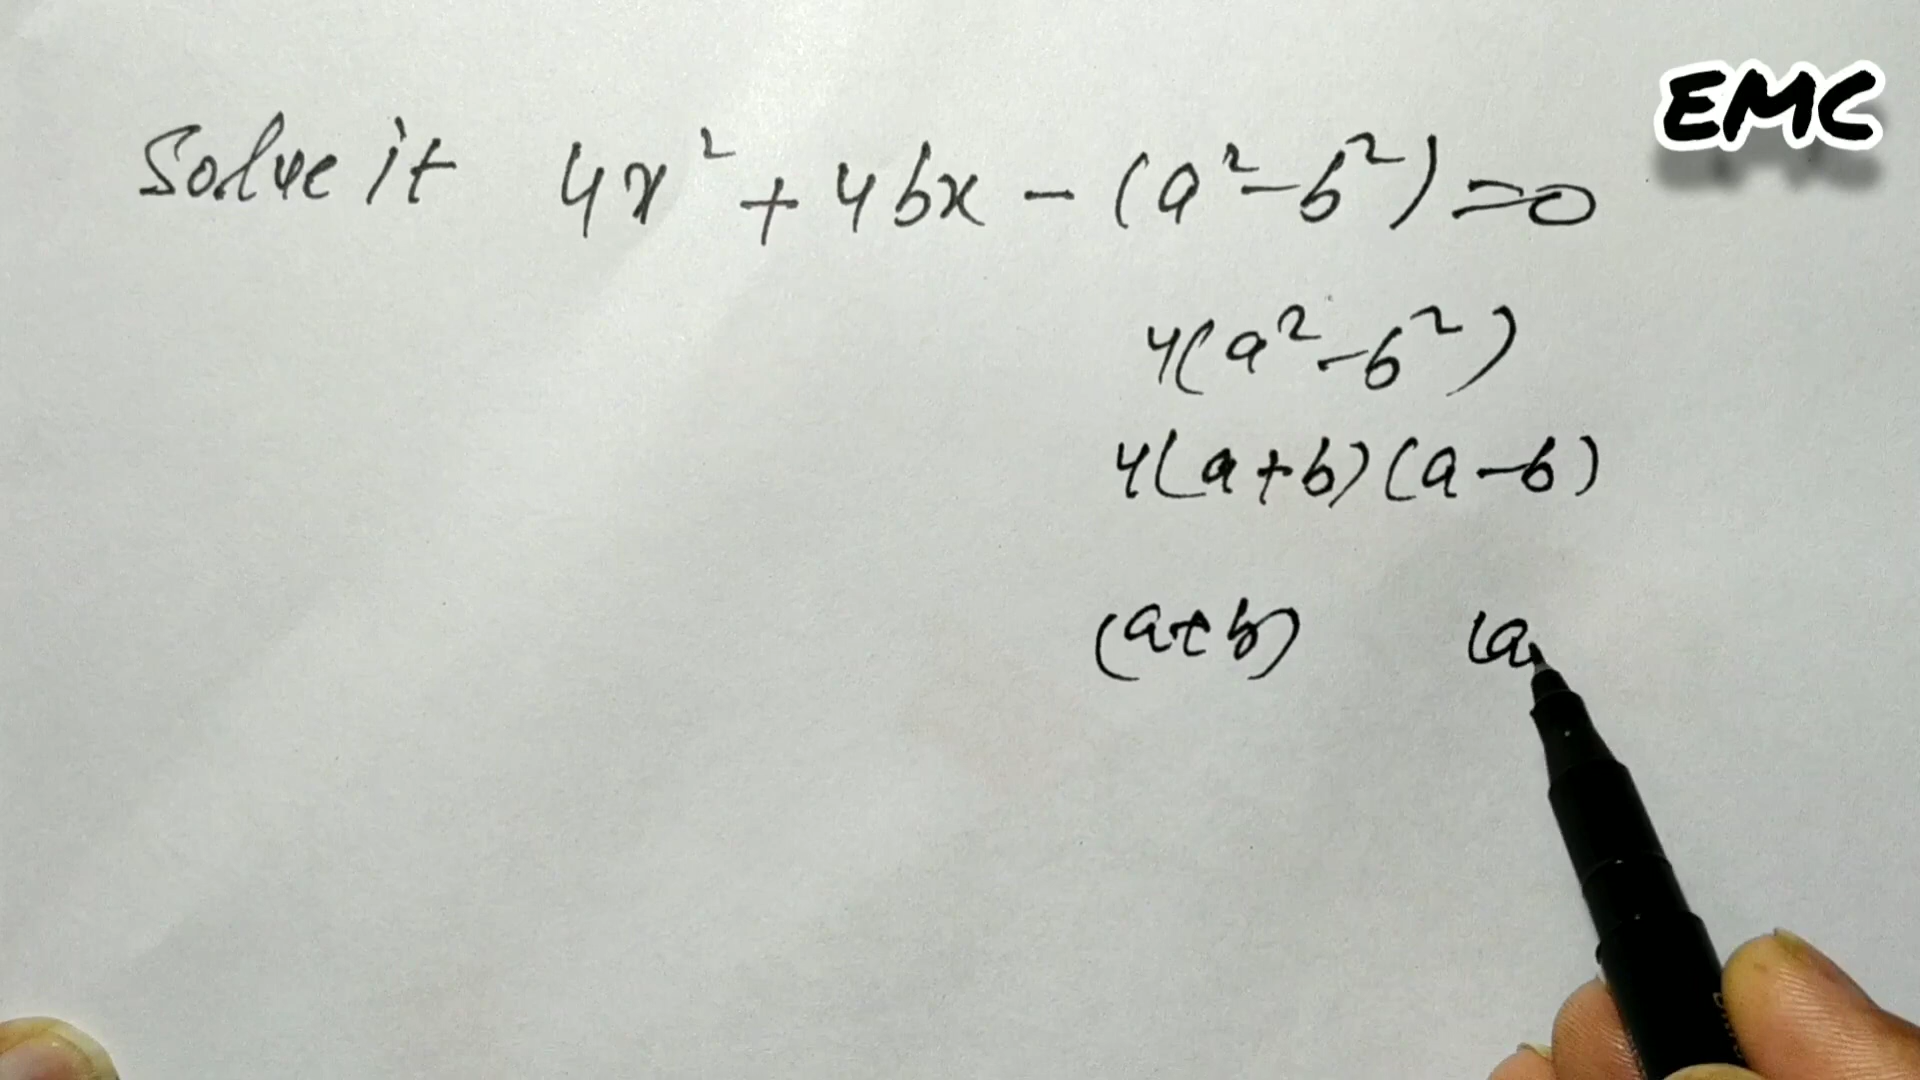 EMC
Solve it 4x² + 4bx - (a² - b²) = 0
4(a² - b²)
4(a + b)(a - b)
(a + b) (a